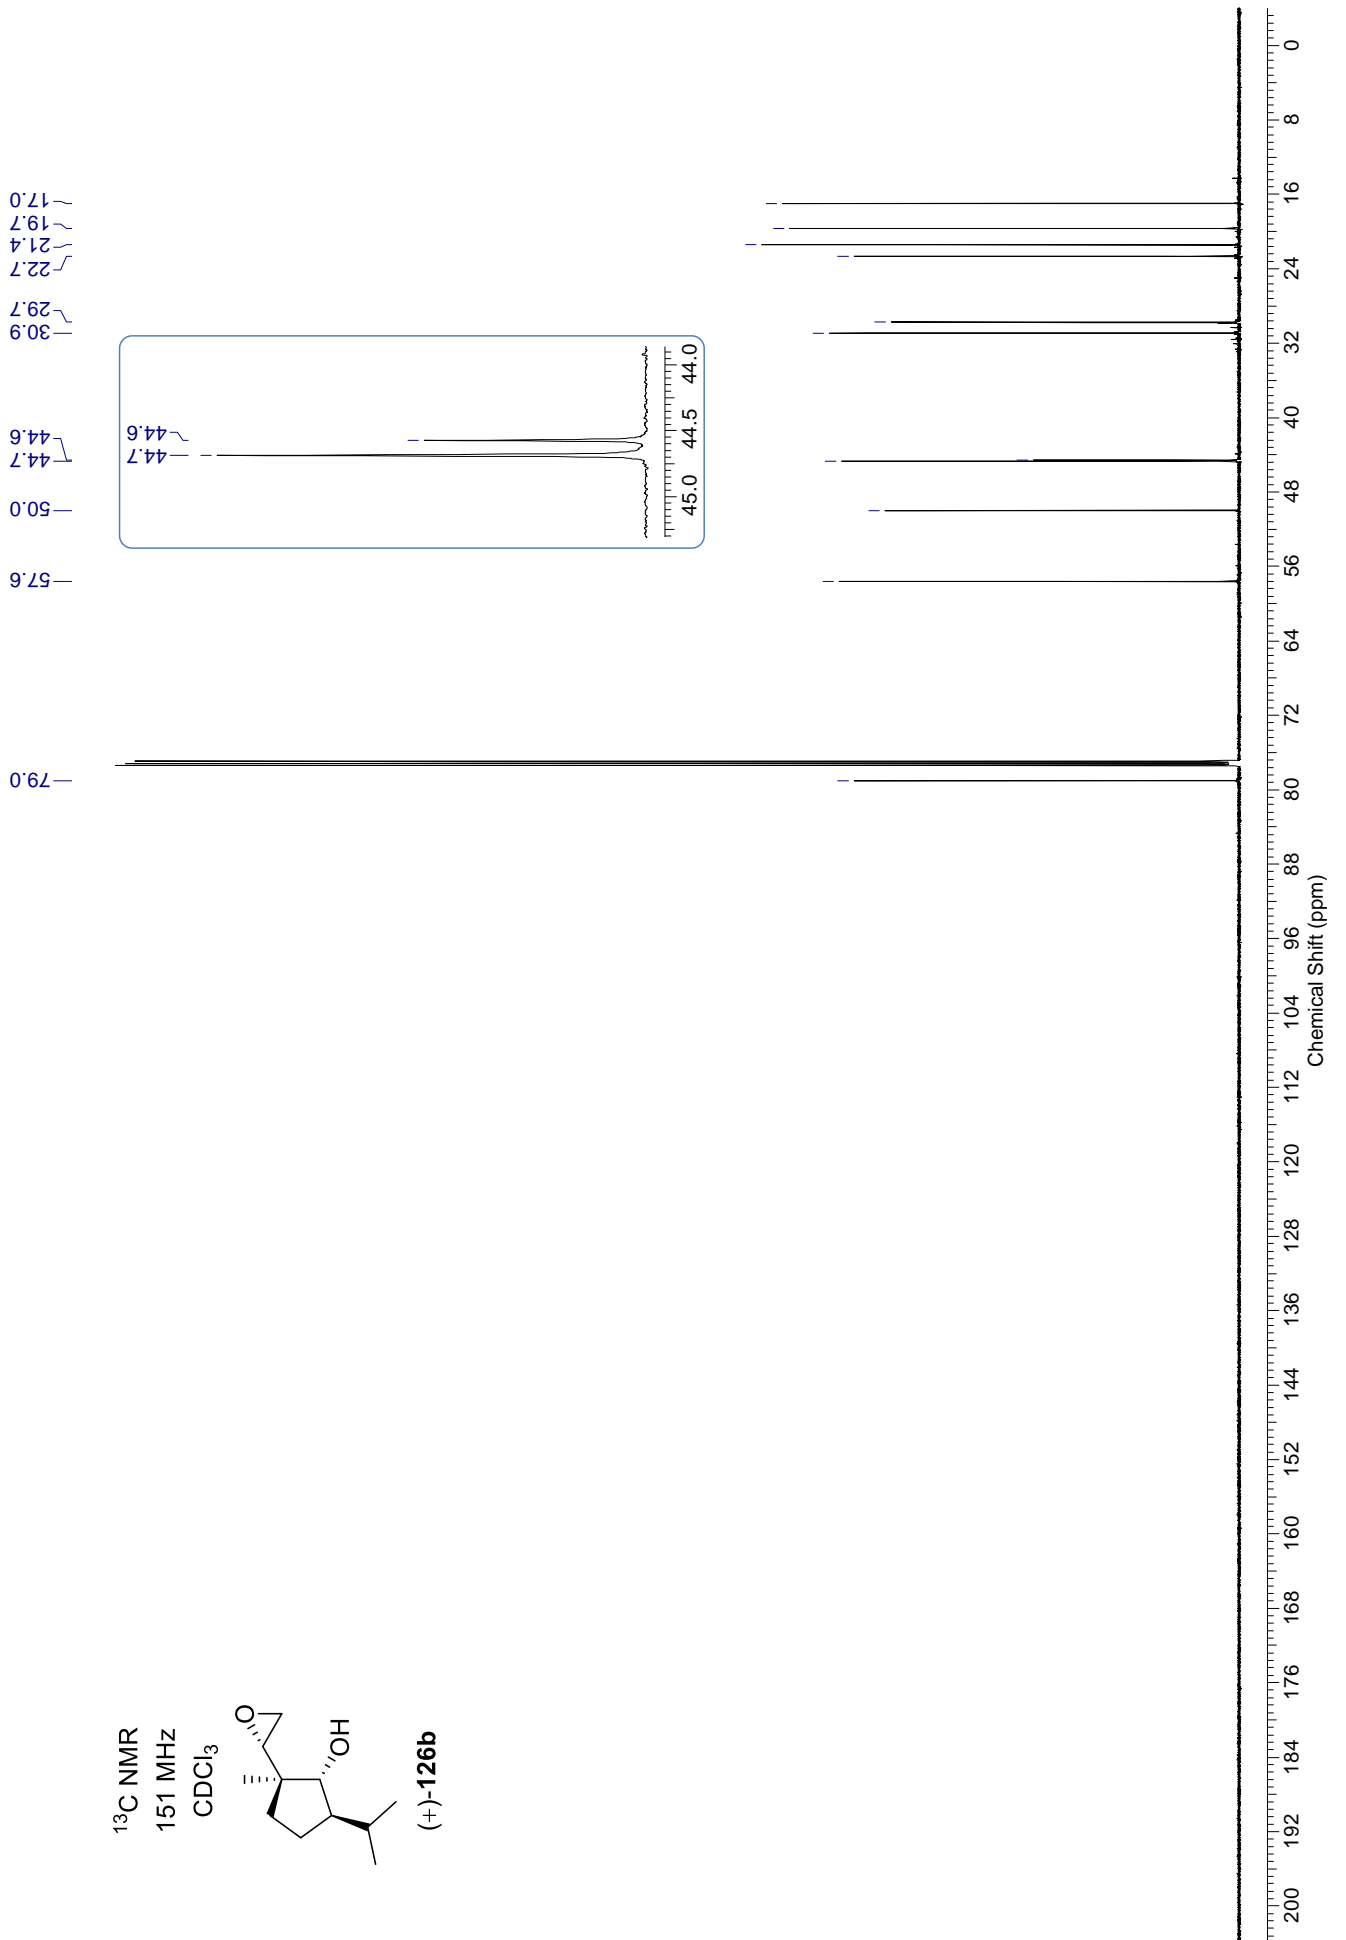 ¹³C NMR
151 MHz
CDCl₃
O
OH
(+)-126b
79.0
57.6
50.0
44.7
44.6
30.9
29.7
22.7
21.4
19.7
17.0
44.7
44.6
45.0 44.5 44.0
200 192 184 176 168 160 152 144 136 128 120 112 104 96 88 80 72 64 56 48 40 32 24 16 8 0
Chemical Shift (ppm)